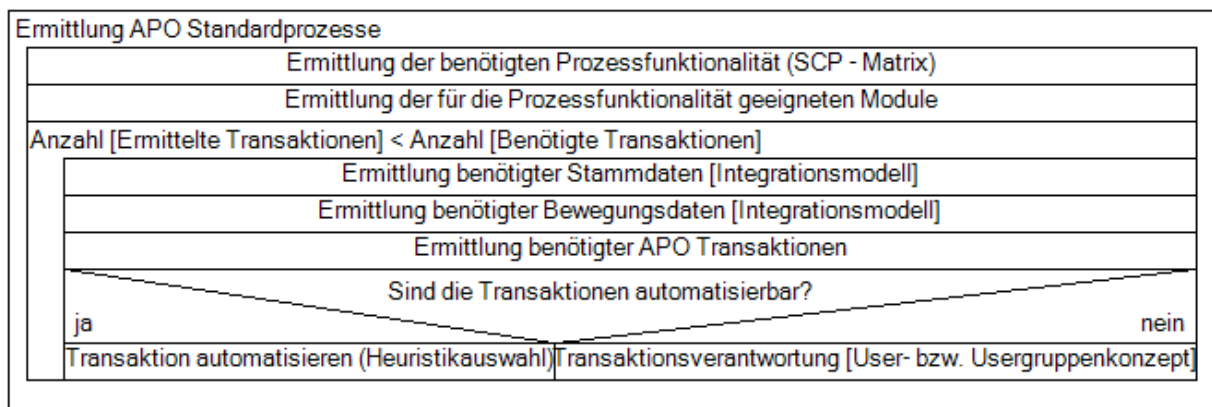 Ermittlung APO Standardprozesse
Ermittlung der benötigten Prozessfunktionalität (SCP - Matrix)
Ermittlung der für die Prozessfunktionalität geeigneten Module
Anzahl [Ermittelte Transaktionen] < Anzahl [Benötigte Transaktionen]
Ermittlung benötigter Stammdaten [Integrationsmodell]
Ermittlung benötigter Bewegungsdaten [Integrationsmodell]
Ermittlung benötigter APO Transaktionen
Sind die Transaktionen automatisierbar?
ja
nein
Transaktion automatisieren (Heuristikauswahl)
Transaktionsverantwortung [User- bzw. Usergruppenkonzept]